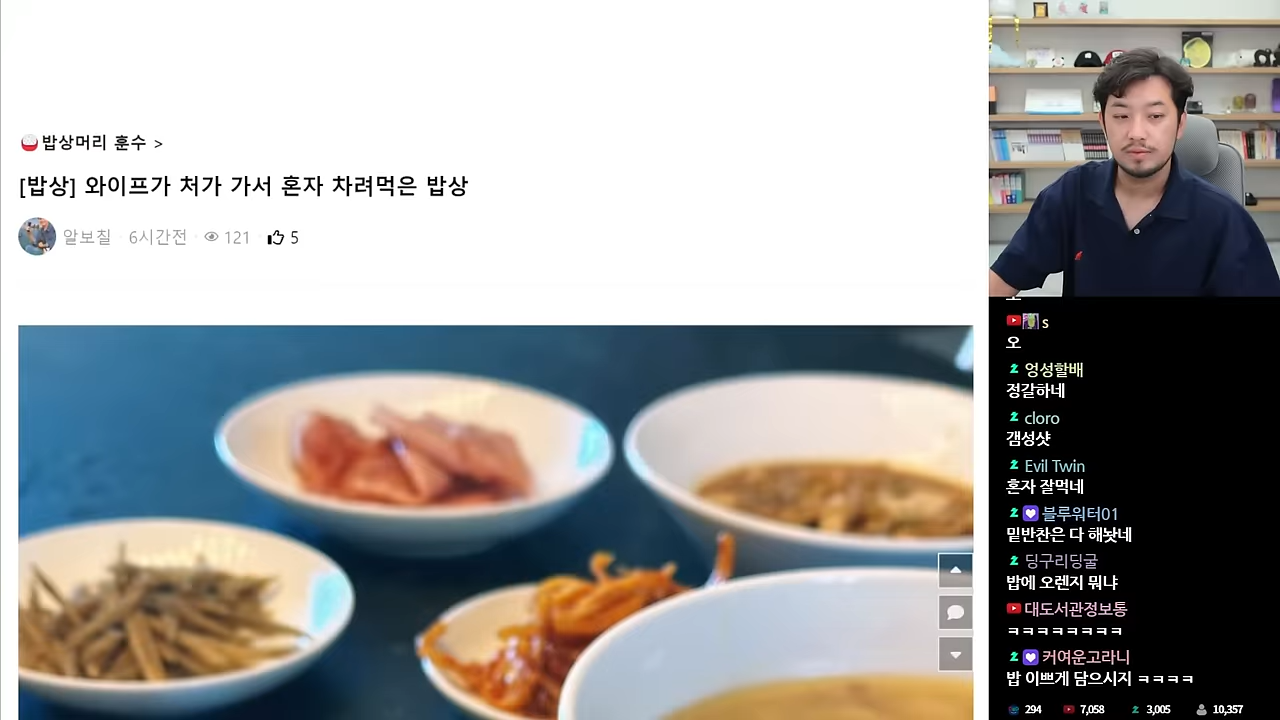 밥상머리 훈수 >
[밥상] 와이프가 처가 가서 혼자 차려먹은 밥상
알보칠 · 6시간전 · 121 · 5
s
오
엉성할배
정갈하네
cloro
갬성샷
Evil Twin
혼자 잘먹네
블루워터01
밑반찬은 다 해놧네
딩구리딩굴
밥에 오렌지 뭐냐
대도서관정보통
ㅋㅋㅋㅋㅋㅋㅋㅋ
커여운고라니
밥 이쁘게 담으시지 ㅋㅋㅋㅋ
294 7,058 3,005 10,357